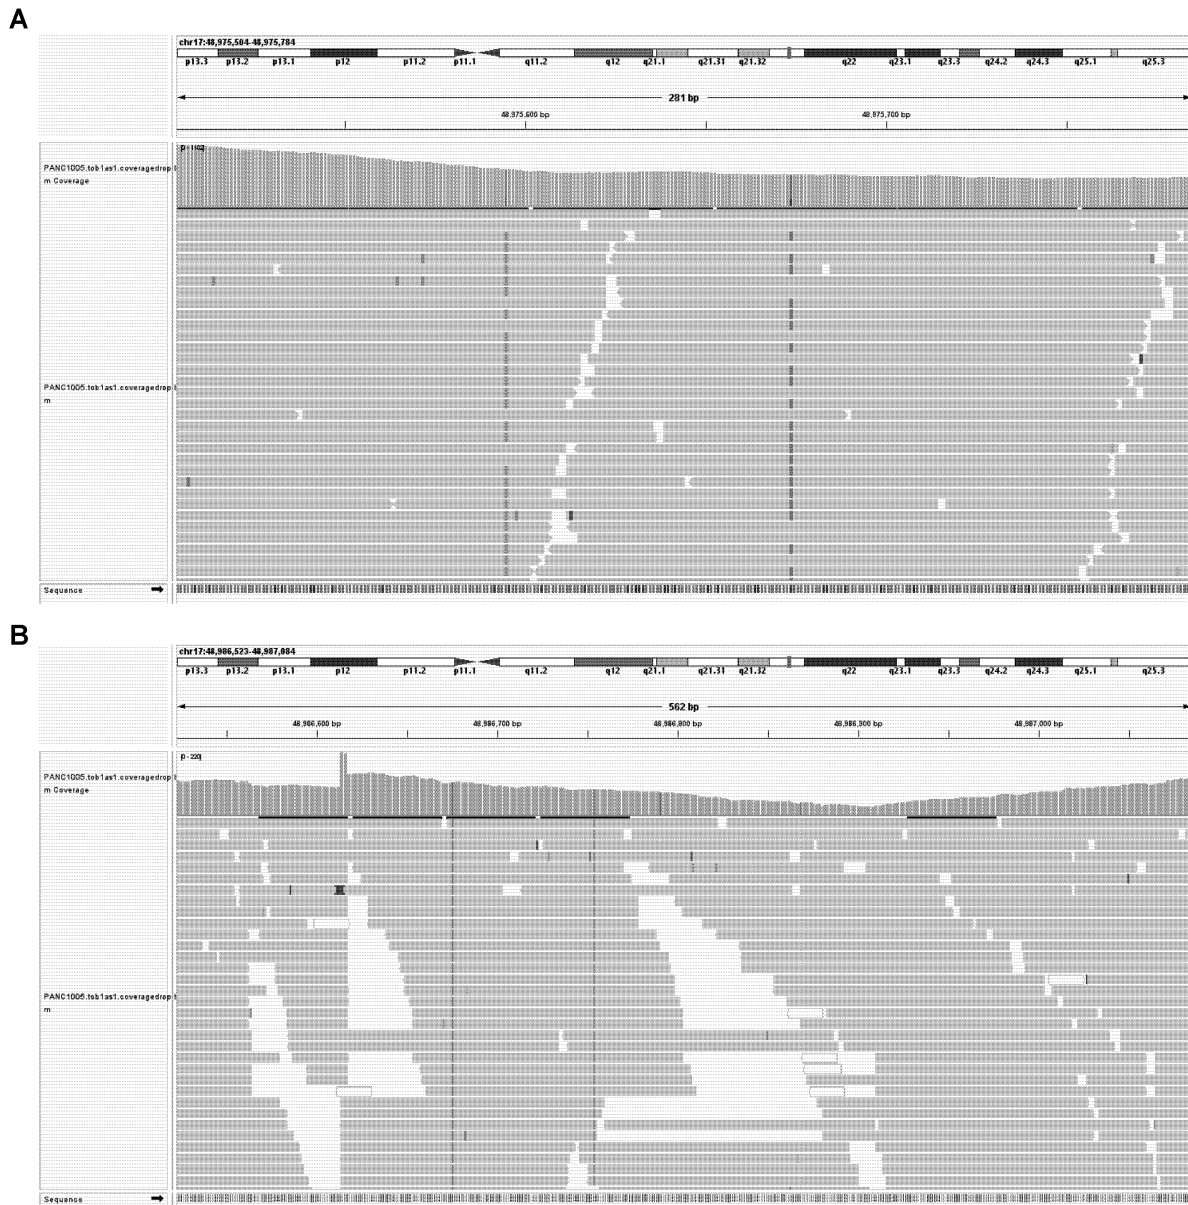 A
chr17:48,975,504-48,975,784
p13.3 p13.2 p13.1 p12 p11.2 p11.1 q11.2 q12 q21.1 q21.31 q21.32 q22 q23.1 q23.3 q24.2 q24.3 q25.1 q25.3
281 bp
48,975,600 bp 48,975,700 bp
PANC1005.tob1as1.coveragedrop
m Coverage
PANC1005.tob1as1.coveragedrop
m
Sequence
B
chr17:48,986,523-48,987,084
p13.3 p13.2 p13.1 p12 p11.2 p11.1 q11.2 q12 q21.1 q21.31 q21.32 q22 q23.1 q23.3 q24.2 q24.3 q25.1 q25.3
562 bp
48,986,600 bp 48,986,700 bp 48,986,800 bp 48,986,900 bp 48,987,000 bp
[0 - 220]
PANC1005.tob1as1.coveragedrop
m Coverage
PANC1005.tob1as1.coveragedrop
m
Sequence